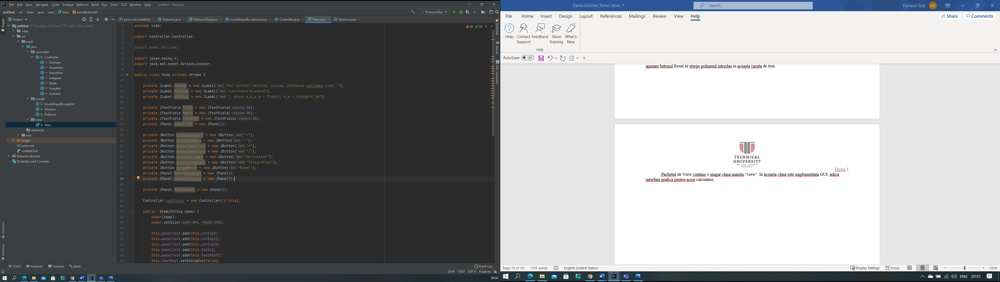 File Edit View Navigate Code Analyze Refactor Build Run Tools VCS Window Help untitled - View.java
untitled src main java view View panelButoane2
PolinomTest
Project
pom.xml (untitled) Polinom.java PolinomTest.java InvalidInputException.java Controller.java View.java Monom.java
untitled D:\Facultate-An2\Sem2\TP LAB\LAB2\untitled
.idea
src
main
java
controller
Controller
Derivare
Impartitor
Inmultitor
Integrare
Reset
Scazator
Sumator
model
InvalidInputException
Monom
Polinom
view
View
resources
test
target
pom.xml
untitled.iml
External Libraries
Scratches and Consoles
Project
Structure
Favorites
26 24
1 package view;
2
3 import controller.Controller;
4
5 import model.Polinom;
6
7 import javax.swing.*;
8 import java.awt.event.ActionListener;
9
10 public class View extends JFrame {
11
12 private JLabel corExp = new JLabel( text: "For correct results, please introduce polynoms like: ");
13 private JLabel corExp1 = new JLabel( text: "a*x^n+b*x^m-c*x+d");
14 private JLabel corExp2 = new JLabel( text: ", where a,b,c,d = floats; n,m = integers;\n");
15
16 private JTextField text1 = new JTextField( columns: 30);
17 private JTextField text2 = new JTextField( columns: 30);
18 private JTextField textRest = new JTextField( columns: 20);
19 private JPanel panelText = new JPanel();
20
21 private JButton butonAdaugare = new JButton( text: "+");
22 private JButton butonScadere = new JButton( text: "-");
23 private JButton butonInmultire = new JButton( text: "*");
24 private JButton butonImpartire = new JButton( text: "/");
25 private JButton butonDerivare = new JButton( text: "Derivation");
26 private JButton butonIntegrare = new JButton( text: "Integration");
27 private JButton butonReset = new JButton( text: "Reset");
28 private JPanel panelButoane1 = new JPanel();
29 private JPanel panelButoane2 = new JPanel();
30
31 private JPanel finalPanel = new JPanel();
32
33 Controller controler = new Controller( v: this);
34
35 public View(String name) {
36 super(name);
37 super.setSize( width: 500, height: 250);
38
39 this.panelText.add(this.corExp);
40 this.panelText.add(this.corExp1);
41 this.panelText.add(this.corExp2);
42 this.panelText.add(this.text1);
43 this.panelText.add(this.textRest);
44 this.textRest.setEditable(false);
PlantUML
Maven
UML Generator
TODO Problems Terminal Build Event Log
29:49 CRLF UTF-8 4 spaces
01:51
DarlacziZoltan_Tema1.docx Search Darlaczi Zoly DZ
File Home Insert Design Layout References Mailings Review View Help Share Comments
Help Contact Support Feedback Show Training What's New
Help
AutoSave Off
apasam butonul Reset se sterge polinmul introdus in aceasta casuta de text.
TECHNICAL
UNIVERSITY
OF CLUJ-NAPOCA
ROMANIA
Tema 1
Pachetul de View contine o singur clasa numita “view”. In aceasta clasa este implementata GUI, adica
interfata grafica pentru acest calculator.
Page 10 of 10 1725 words English (United States) Display Settings Focus 100%
ENG 01:51